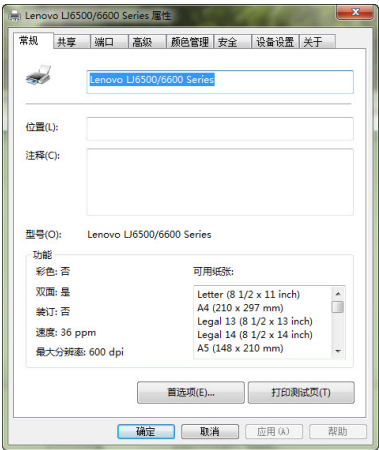 Lenovo LJ6500/6600 Series 属性
常规 共享 端口 高级 颜色管理 安全 设备设置 关于
Lenovo LJ6500/6600 Series
位置(L):
注释(C):
型号(O): Lenovo LJ6500/6600 Series
功能
彩色: 否 可用纸张:
双面: 是 Letter (8 1/2 x 11 inch)
A4 (210 x 297 mm)
装订: 否 Legal 13 (8 1/2 x 13 inch)
速度: 36 ppm Legal 14 (8 1/2 x 14 inch)
最大分辨率: 600 dpi A5 (148 x 210 mm)
首选项(E)... 打印测试页(T)
确定 取消 应用(A) 帮助